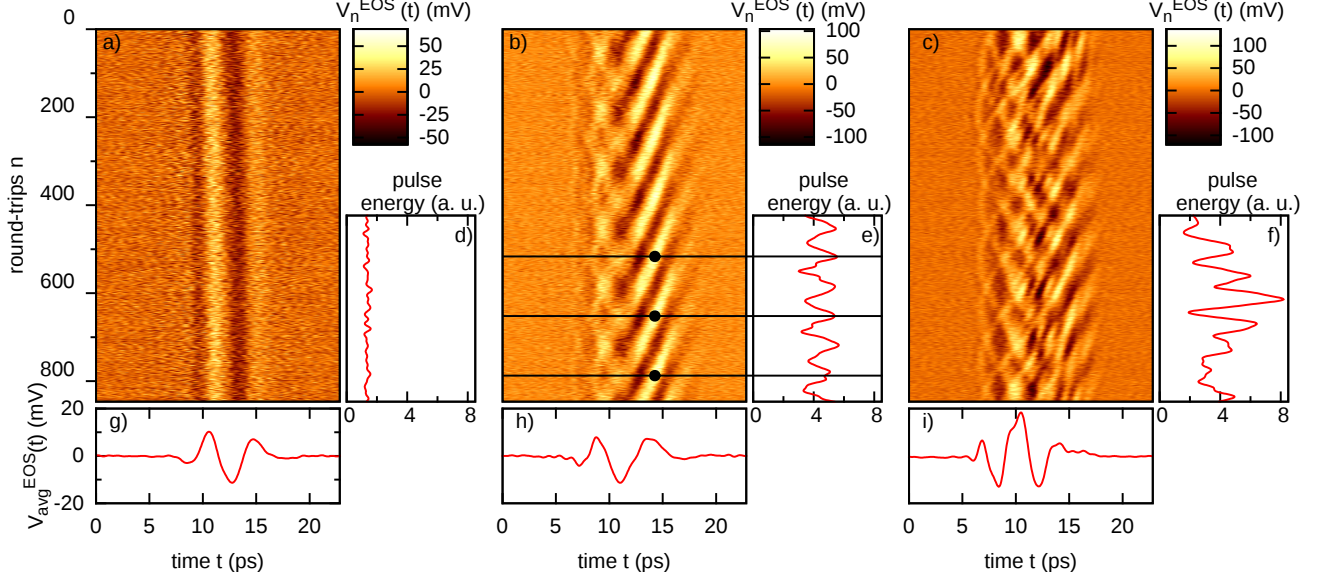 V_n^EOS (t) (mV)
V_n^EOS (t) (mV)
V_n^EOS (t) (mV)
a)
50
25
0
-25
-50
b)
100
50
0
-50
-100
c)
100
50
0
-50
-100
0
200
400
600
800
round-trips n
pulse
energy (a. u.)
d)
0
4
8
pulse
energy (a. u.)
e)
0
4
8
pulse
energy (a. u.)
f)
0
4
8
V_avg^EOS(t) (mV)
20
0
-20
g)
h)
i)
0
5
10
15
20
0
5
10
15
20
0
5
10
15
20
time t (ps)
time t (ps)
time t (ps)